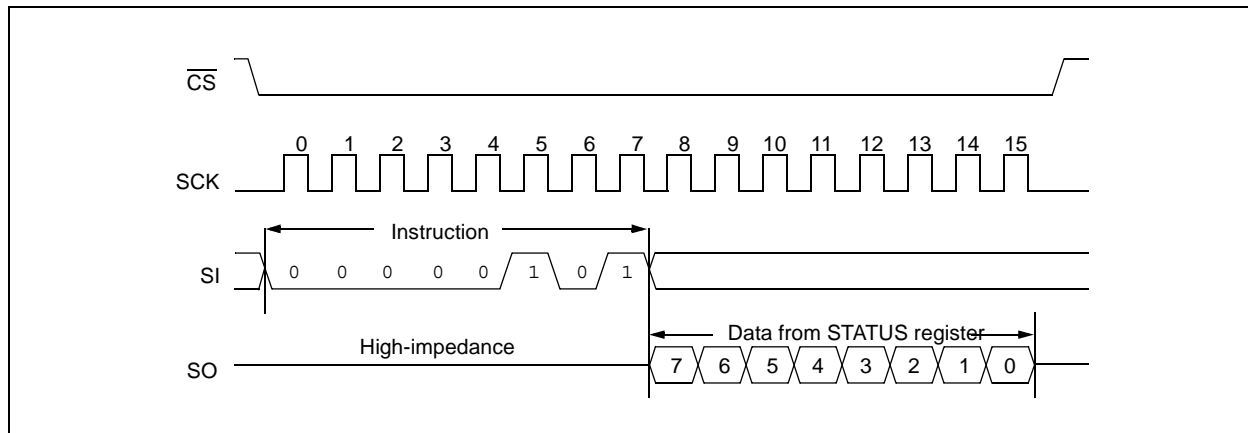 CS
0 1 2 3 4 5 6 7 8 9 10 11 12 13 14 15
SCK
Instruction
SI 0 0 0 0 0 1 0 1
Data from STATUS register
High-impedance
SO 7 6 5 4 3 2 1 0